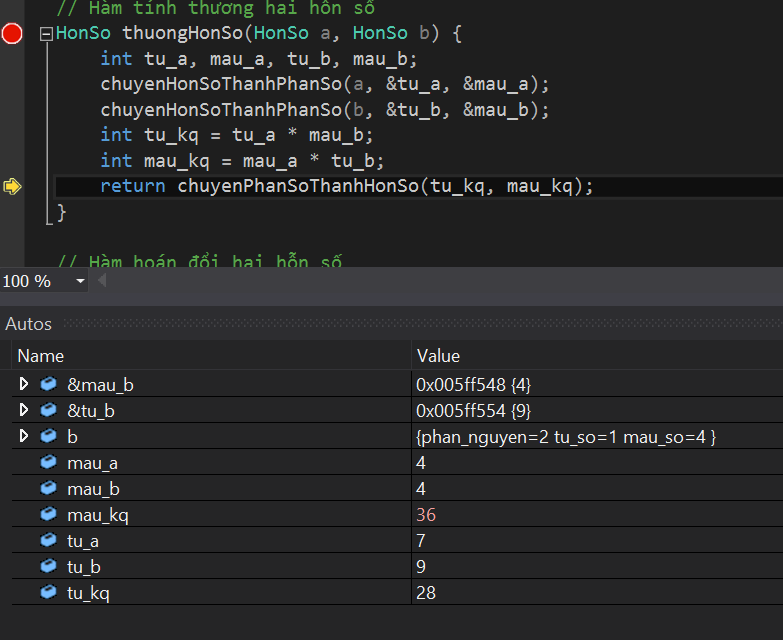 // Hàm tính thương hai hỗn số
HonSo thuongHonSo(HonSo a, HonSo b) {
int tu_a, mau_a, tu_b, mau_b;
chuyenHonSoThanhPhanSo(a, &tu_a, &mau_a);
chuyenHonSoThanhPhanSo(b, &tu_b, &mau_b);
int tu_kq = tu_a * mau_b;
int mau_kq = mau_a * tu_b;
return chuyenPhanSoThanhHonSo(tu_kq, mau_kq);
}
// Hàm hoán đổi hai hỗn số
100 %
Autos
Name Value
&mau_b 0x005ff548 {4}
&tu_b 0x005ff554 {9}
b {phan_nguyen=2 tu_so=1 mau_so=4 }
mau_a 4
mau_b 4
mau_kq 36
tu_a 7
tu_b 9
tu_kq 28